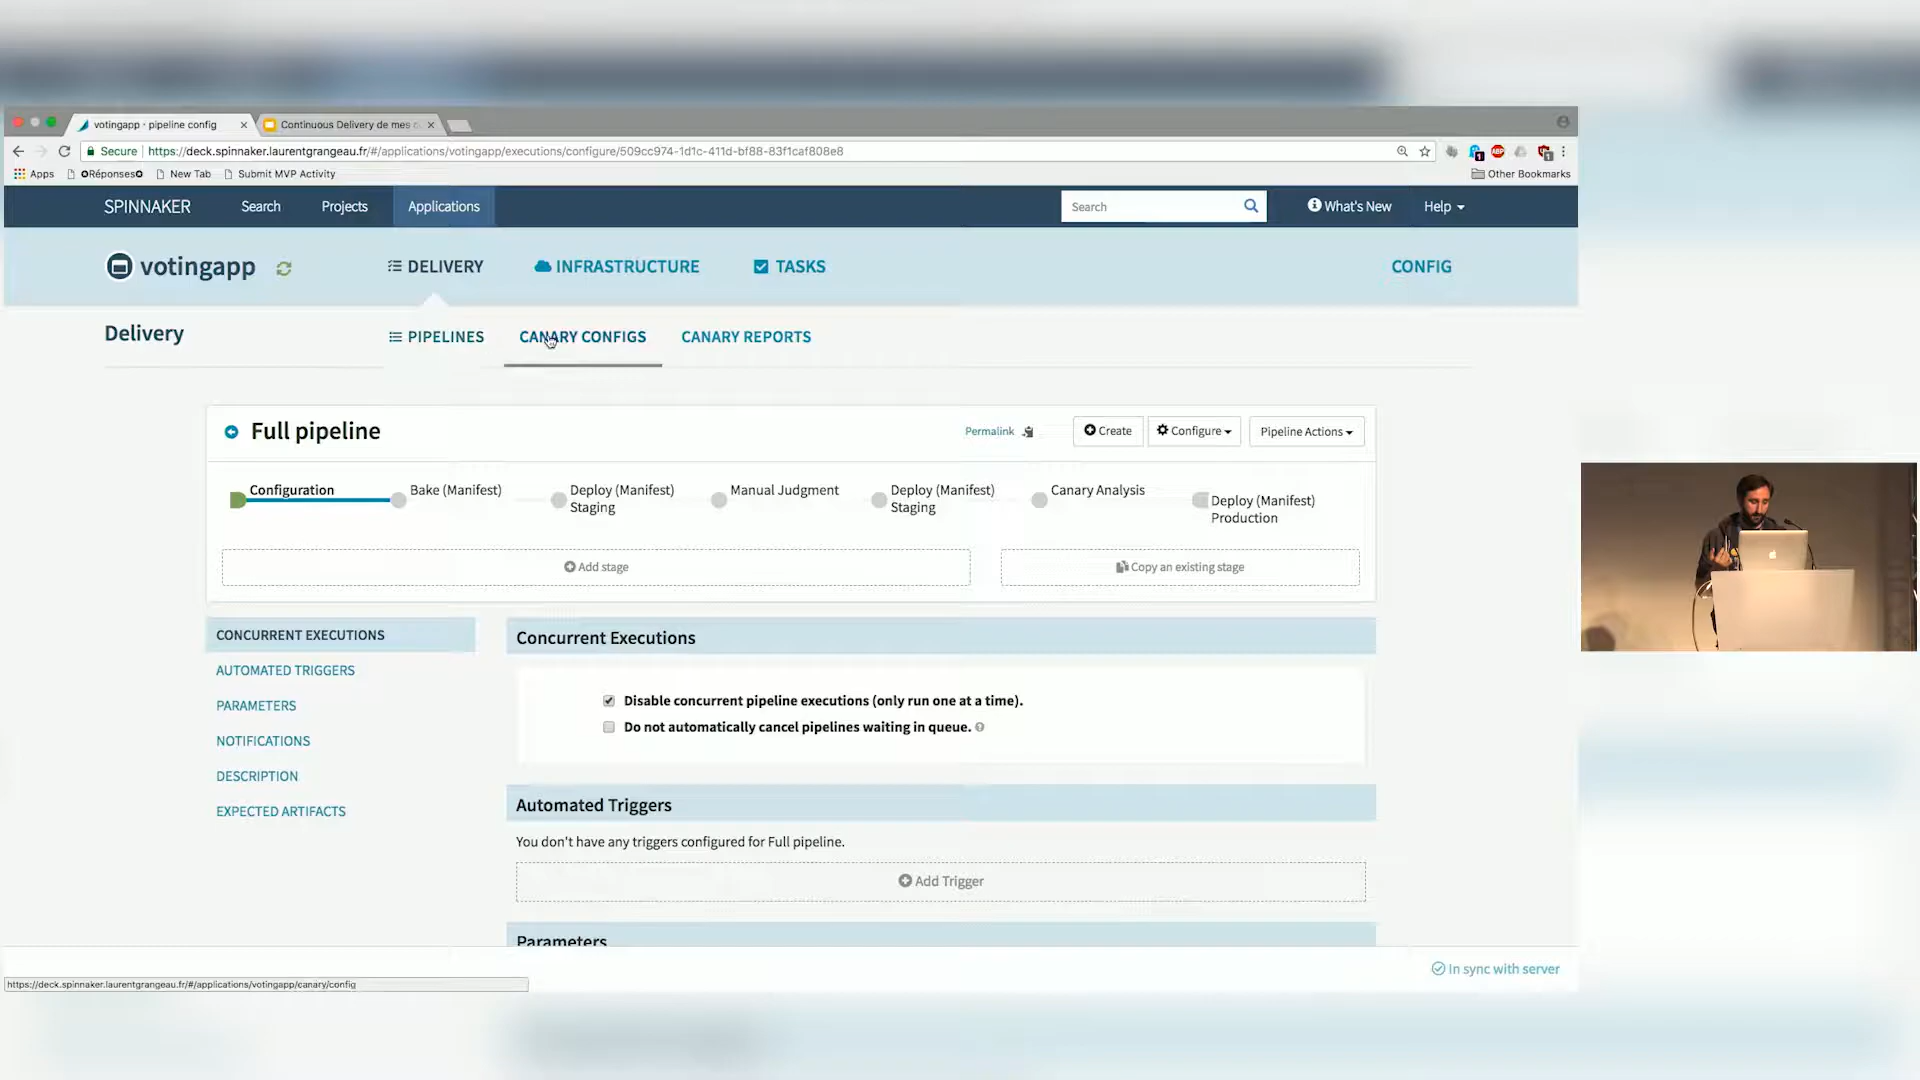 votingapp · pipeline config
Continuous Delivery de mes
Secure
https://deck.spinnaker.laurentgrangeau.fr/#/applications/votingapp/executions/configure/509cc974-1d1c-411d-bf88-83f1caf808e8
Apps
✪Réponses✪
New Tab
Submit MVP Activity
Other Bookmarks
SPINNAKER
Search
Projects
Applications
Search
What's New
Help
votingapp
DELIVERY
INFRASTRUCTURE
TASKS
CONFIG
Delivery
PIPELINES
CANARY CONFIGS
CANARY REPORTS
Full pipeline
Permalink
Create
Configure
Pipeline Actions
Configuration
Bake (Manifest)
Deploy (Manifest)
Staging
Manual Judgment
Deploy (Manifest)
Staging
Canary Analysis
Deploy (Manifest)
Production
Add stage
Copy an existing stage
CONCURRENT EXECUTIONS
AUTOMATED TRIGGERS
PARAMETERS
NOTIFICATIONS
DESCRIPTION
EXPECTED ARTIFACTS
Concurrent Executions
Disable concurrent pipeline executions (only run one at a time).
Do not automatically cancel pipelines waiting in queue.
Automated Triggers
You don't have any triggers configured for Full pipeline.
Add Trigger
Parameters
In sync with server
https://deck.spinnaker.laurentgrangeau.fr/#/applications/votingapp/canary/config